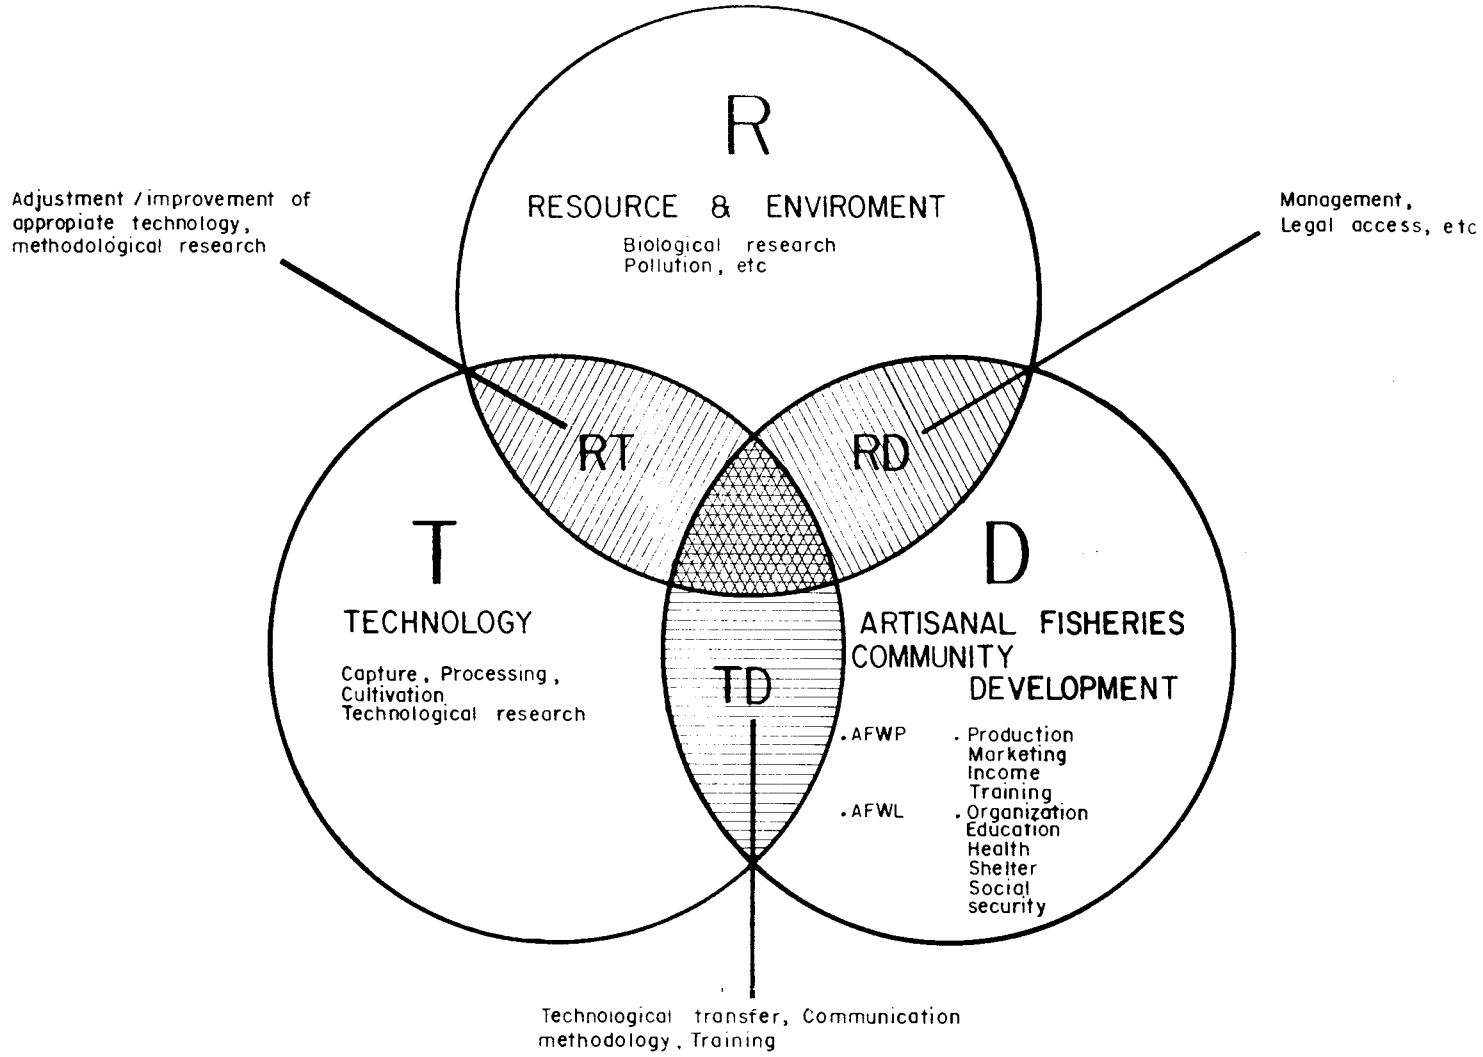 R
RESOURCE & ENVIROMENT
Biological research
Pollution, etc
Adjustment / improvement of
appropiate technology,
methodological research
Management,
Legal access, etc
RT
RD
T
TECHNOLOGY
Capture, Processing,
Cultivation
Technological research
D
ARTISANAL FISHERIES
COMMUNITY
DEVELOPMENT
TD
. AFWP . Production
Marketing
Income
Training
. AFWL . Organization
Education
Health
Shelter
Social
security
Technological transfer, Communication
methodology, Training